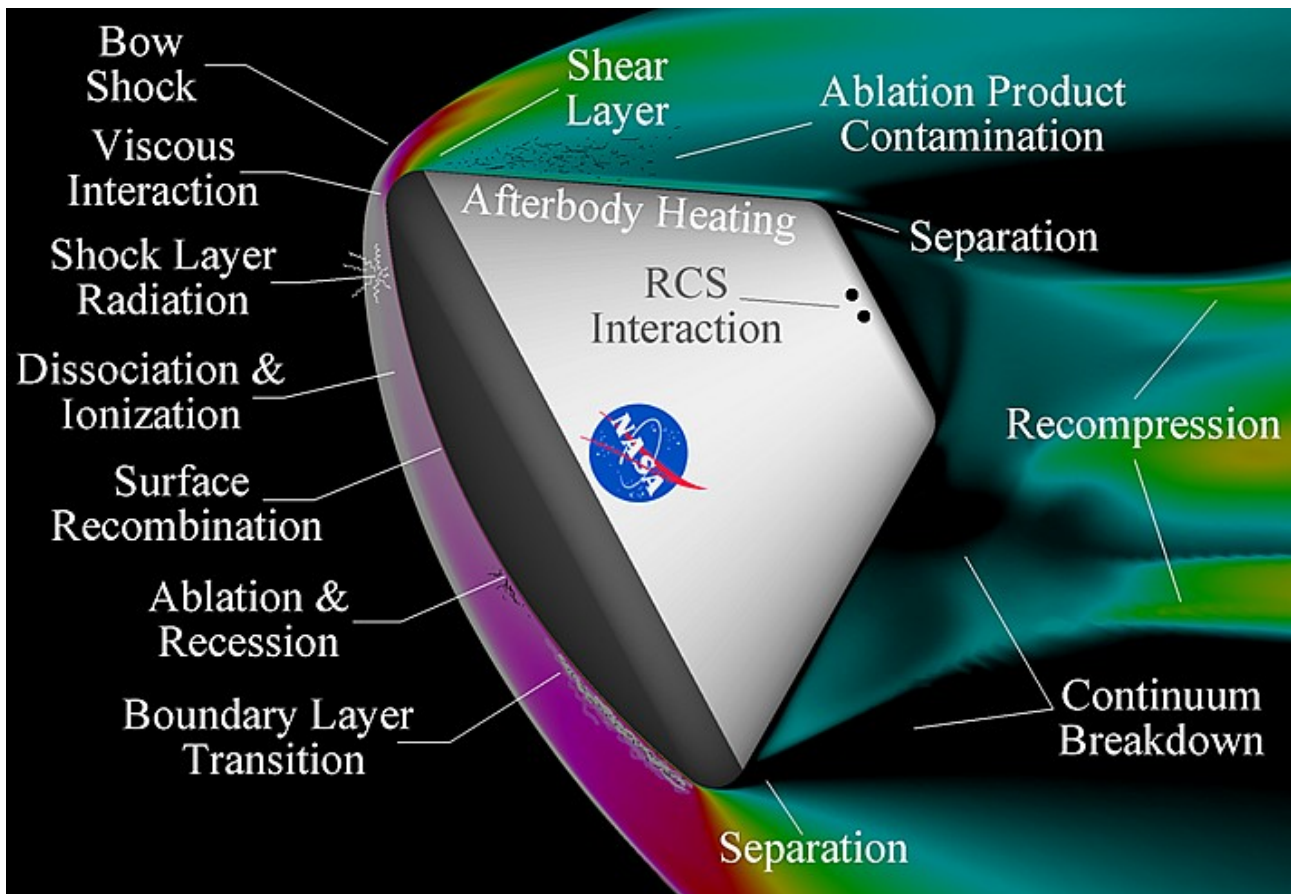 Bow
Shock
Viscous
Interaction
Shock Layer
Radiation
Dissociation &
Ionization
Surface
Recombination
Ablation &
Recession
Boundary Layer
Transition
Shear
Layer
Ablation Product
Contamination
Afterbody Heating
Separation
RCS
Interaction
NASA
Recompression
Continuum
Breakdown
Separation